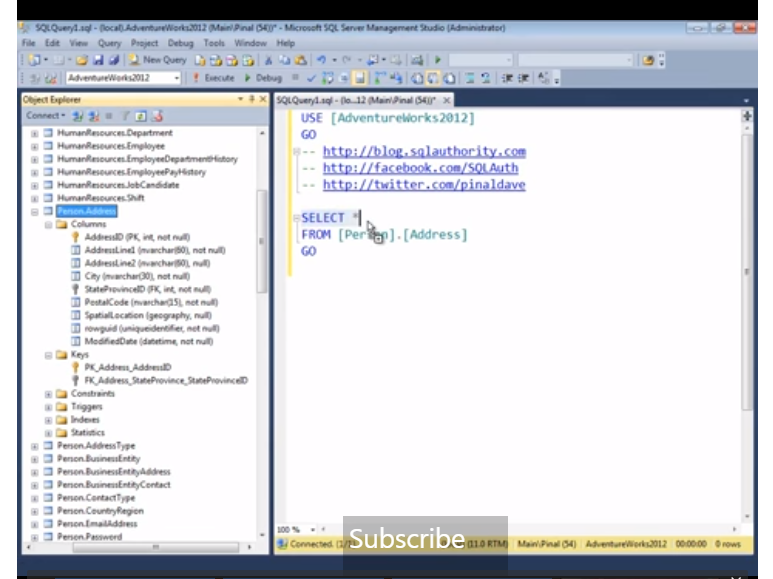 SQLQuery1.sql - (local).AdventureWorks2012 (Main\Pinal (54))* - Microsoft SQL Server Management Studio (Administrator)
File Edit View Query Project Debug Tools Window Help
New Query
AdventureWorks2012 Execute Debug
Object Explorer
Connect
HumanResources.Department
HumanResources.Employee
HumanResources.EmployeeDepartmentHistory
HumanResources.EmployeePayHistory
HumanResources.JobCandidate
HumanResources.Shift
Person.Address
Columns
AddressID (PK, int, not null)
AddressLine1 (nvarchar(60), not null)
AddressLine2 (nvarchar(60), null)
City (nvarchar(30), not null)
StateProvinceID (FK, int, not null)
PostalCode (nvarchar(15), not null)
SpatialLocation (geography, null)
rowguid (uniqueidentifier, not null)
ModifiedDate (datetime, not null)
Keys
PK_Address_AddressID
FK_Address_StateProvince_StateProvinceID
Constraints
Triggers
Indexes
Statistics
Person.AddressType
Person.BusinessEntity
Person.BusinessEntityAddress
Person.BusinessEntityContact
Person.ContactType
Person.CountryRegion
Person.EmailAddress
Person.Password
SQLQuery1.sql - (lo...12 (Main\Pinal (54))*
USE [AdventureWorks2012]
GO
-- http://blog.sqlauthority.com
-- http://facebook.com/SQLAuth
-- http://twitter.com/pinaldave
SELECT *
FROM [Person].[Address]
GO
100 %
Connected. (1/ (11.0 RTM) Main\Pinal (54) AdventureWorks2012 00:00:00 0 rows
Subscribe